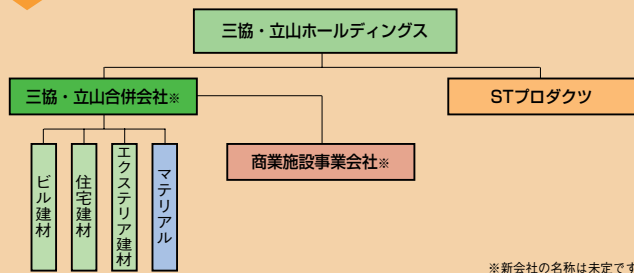 三協・立山ホールディングス
三協・立山合併会社※
STプロダクツ
商業施設事業会社※
ビル建材
住宅建材
エクステリア建材
マテリアル
※新会社の名称は未定です